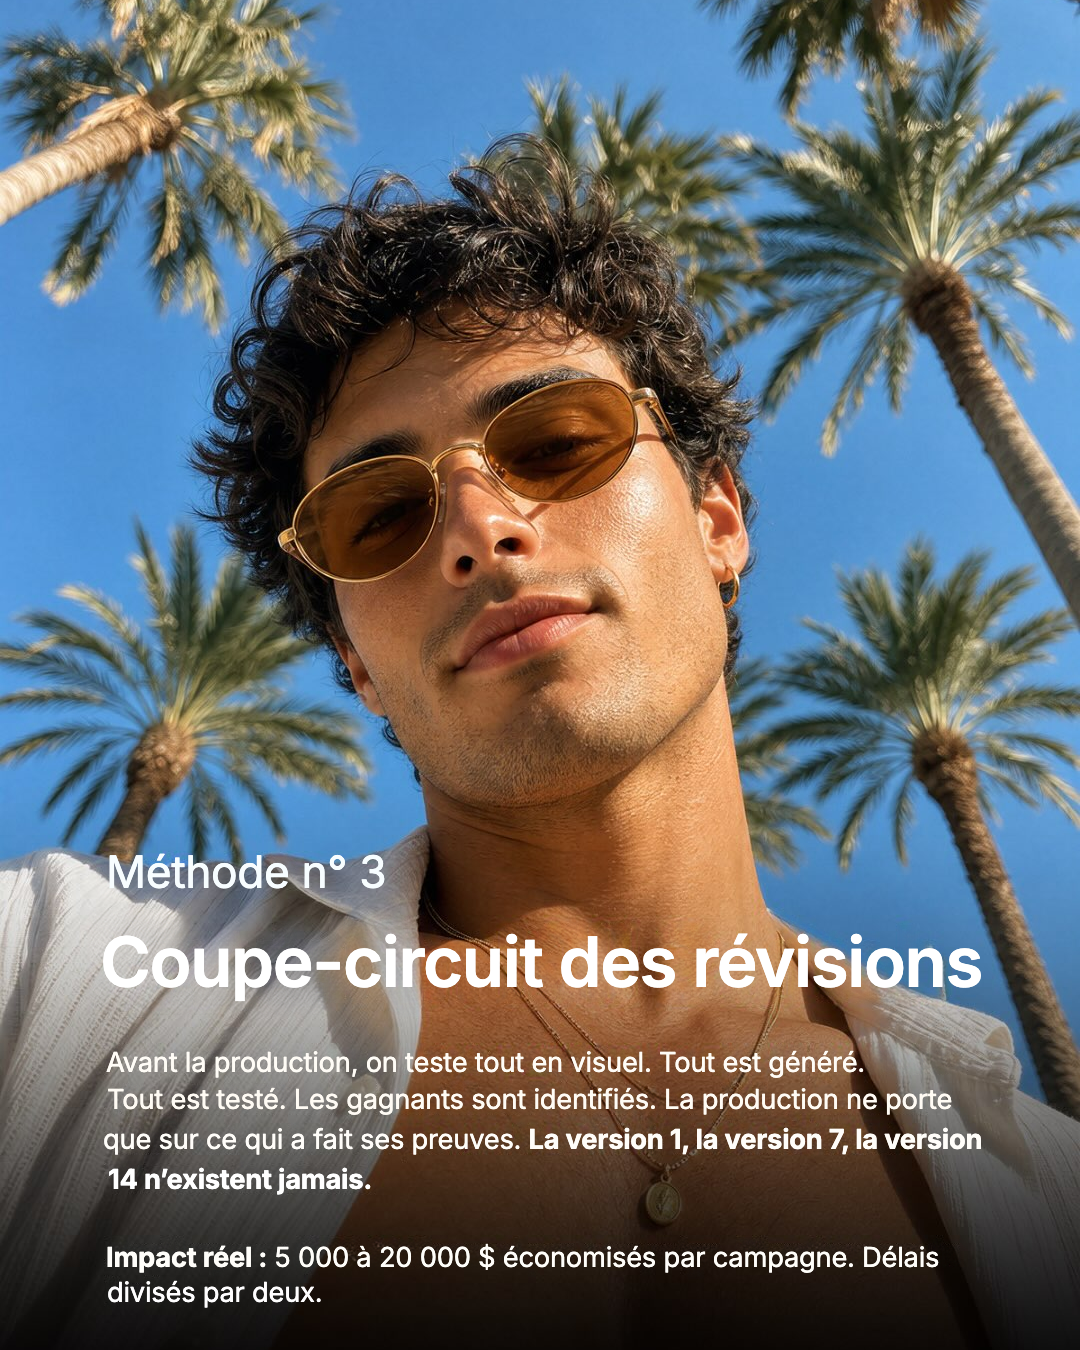 Méthode n° 3
Coupe-circuit des révisions
Avant la production, on teste tout en visuel. Tout est généré.
Tout est testé. Les gagnants sont identifiés. La production ne porte
que sur ce qui a fait ses preuves. La version 1, la version 7, la version
14 n’existent jamais.
Impact réel : 5 000 à 20 000 $ économisés par campagne. Délais
divisés par deux.